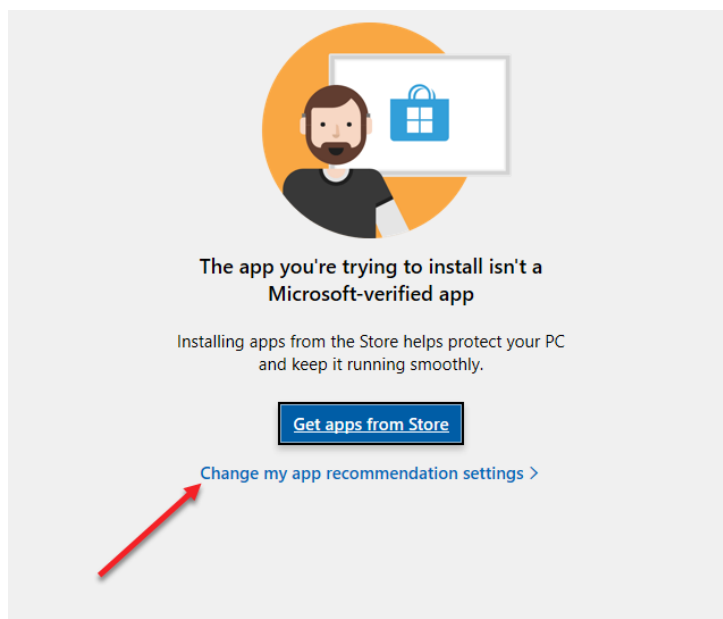 The app you're trying to install isn't a
Microsoft-verified app
Installing apps from the Store helps protect your PC
and keep it running smoothly.
Get apps from Store
Change my app recommendation settings >